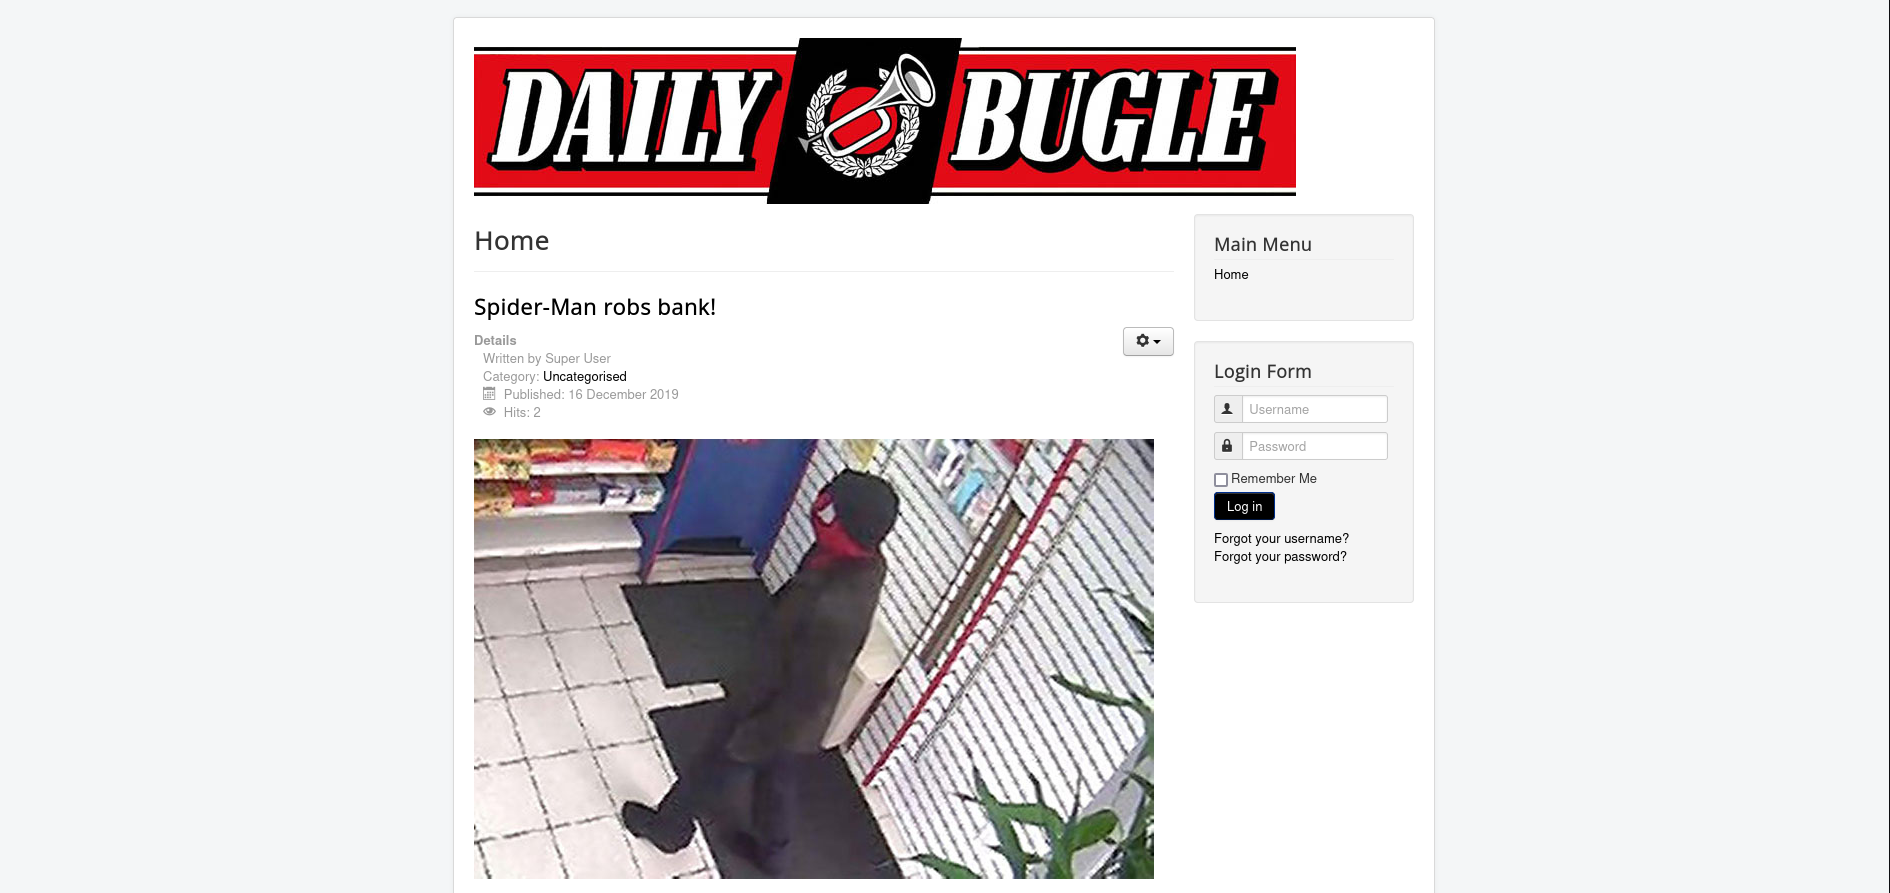 DAILY BUGLE
Home
Spider-Man robs bank!
Details
Written by Super User
Category: Uncategorised
Published: 16 December 2019
Hits: 2
Main Menu
Home
Login Form
Username
Password
Remember Me
Log in
Forgot your username?
Forgot your password?